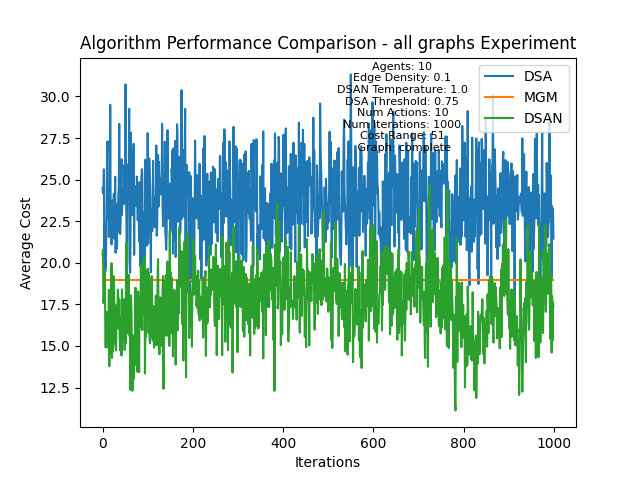 Algorithm Performance Comparison - all graphs Experiment
Agents: 10
Edge Density: 0.1
DSAN Temperature: 1.0
DSA Threshold: 0.75
Num Actions: 10
Num Iterations: 1000
Cost Range: 51
Graph: complete
DSA
MGM
DSAN
Average Cost
30.0
27.5
25.0
22.5
20.0
17.5
15.0
12.5
0
200
400
600
800
1000
Iterations